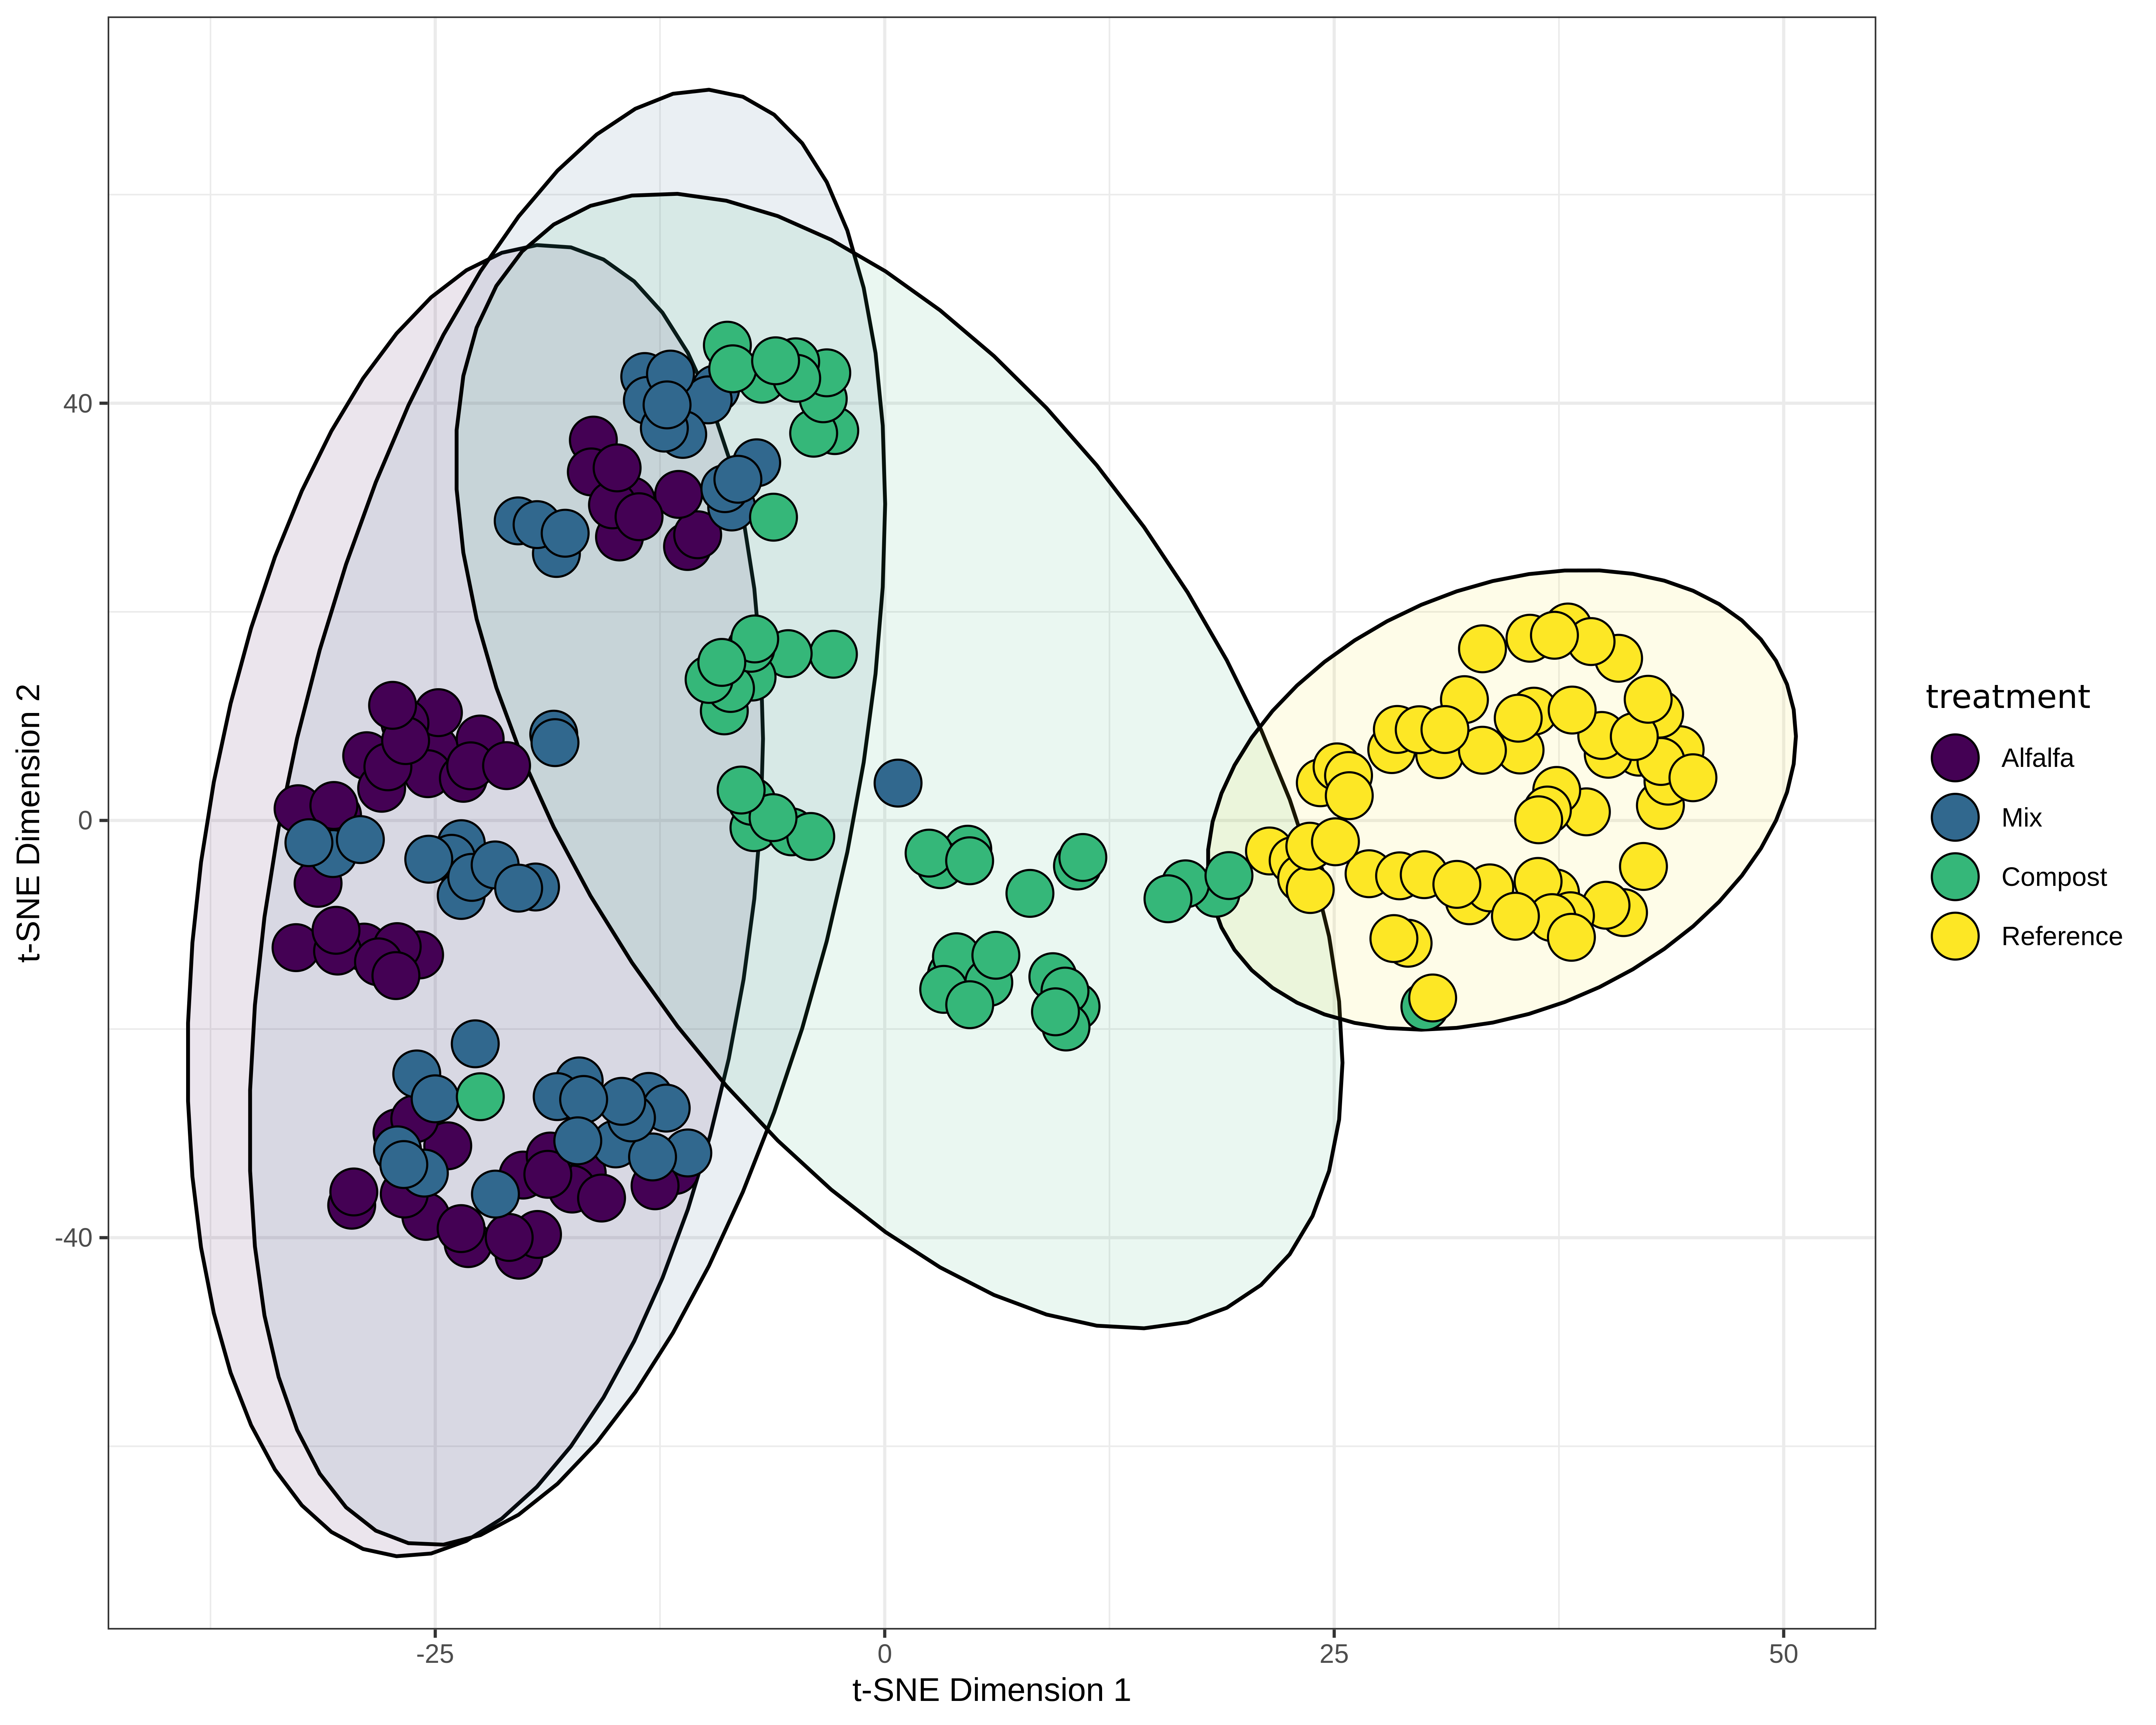 40
0
-40
t-SNE Dimension 2
-25
0
25
50
t-SNE Dimension 1
treatment
Alfalfa
Mix
Compost
Reference